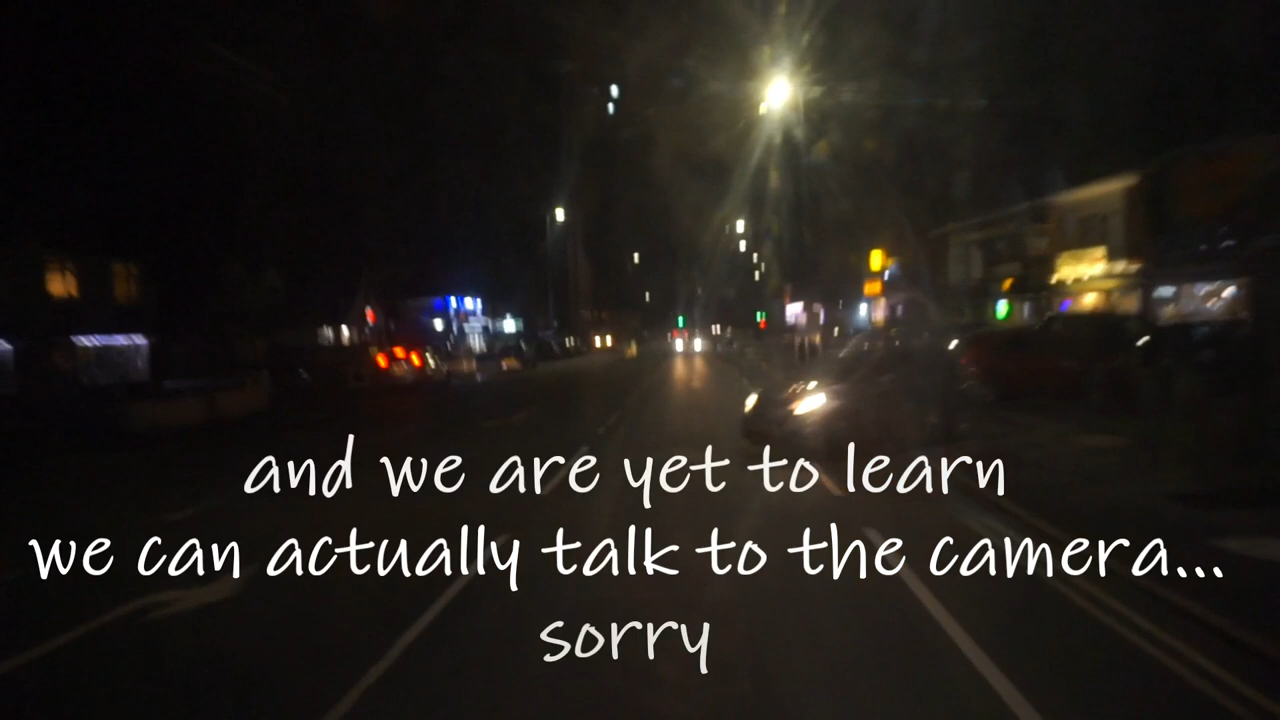 and we are yet to learn
we can actually talk to the camera...
sorry